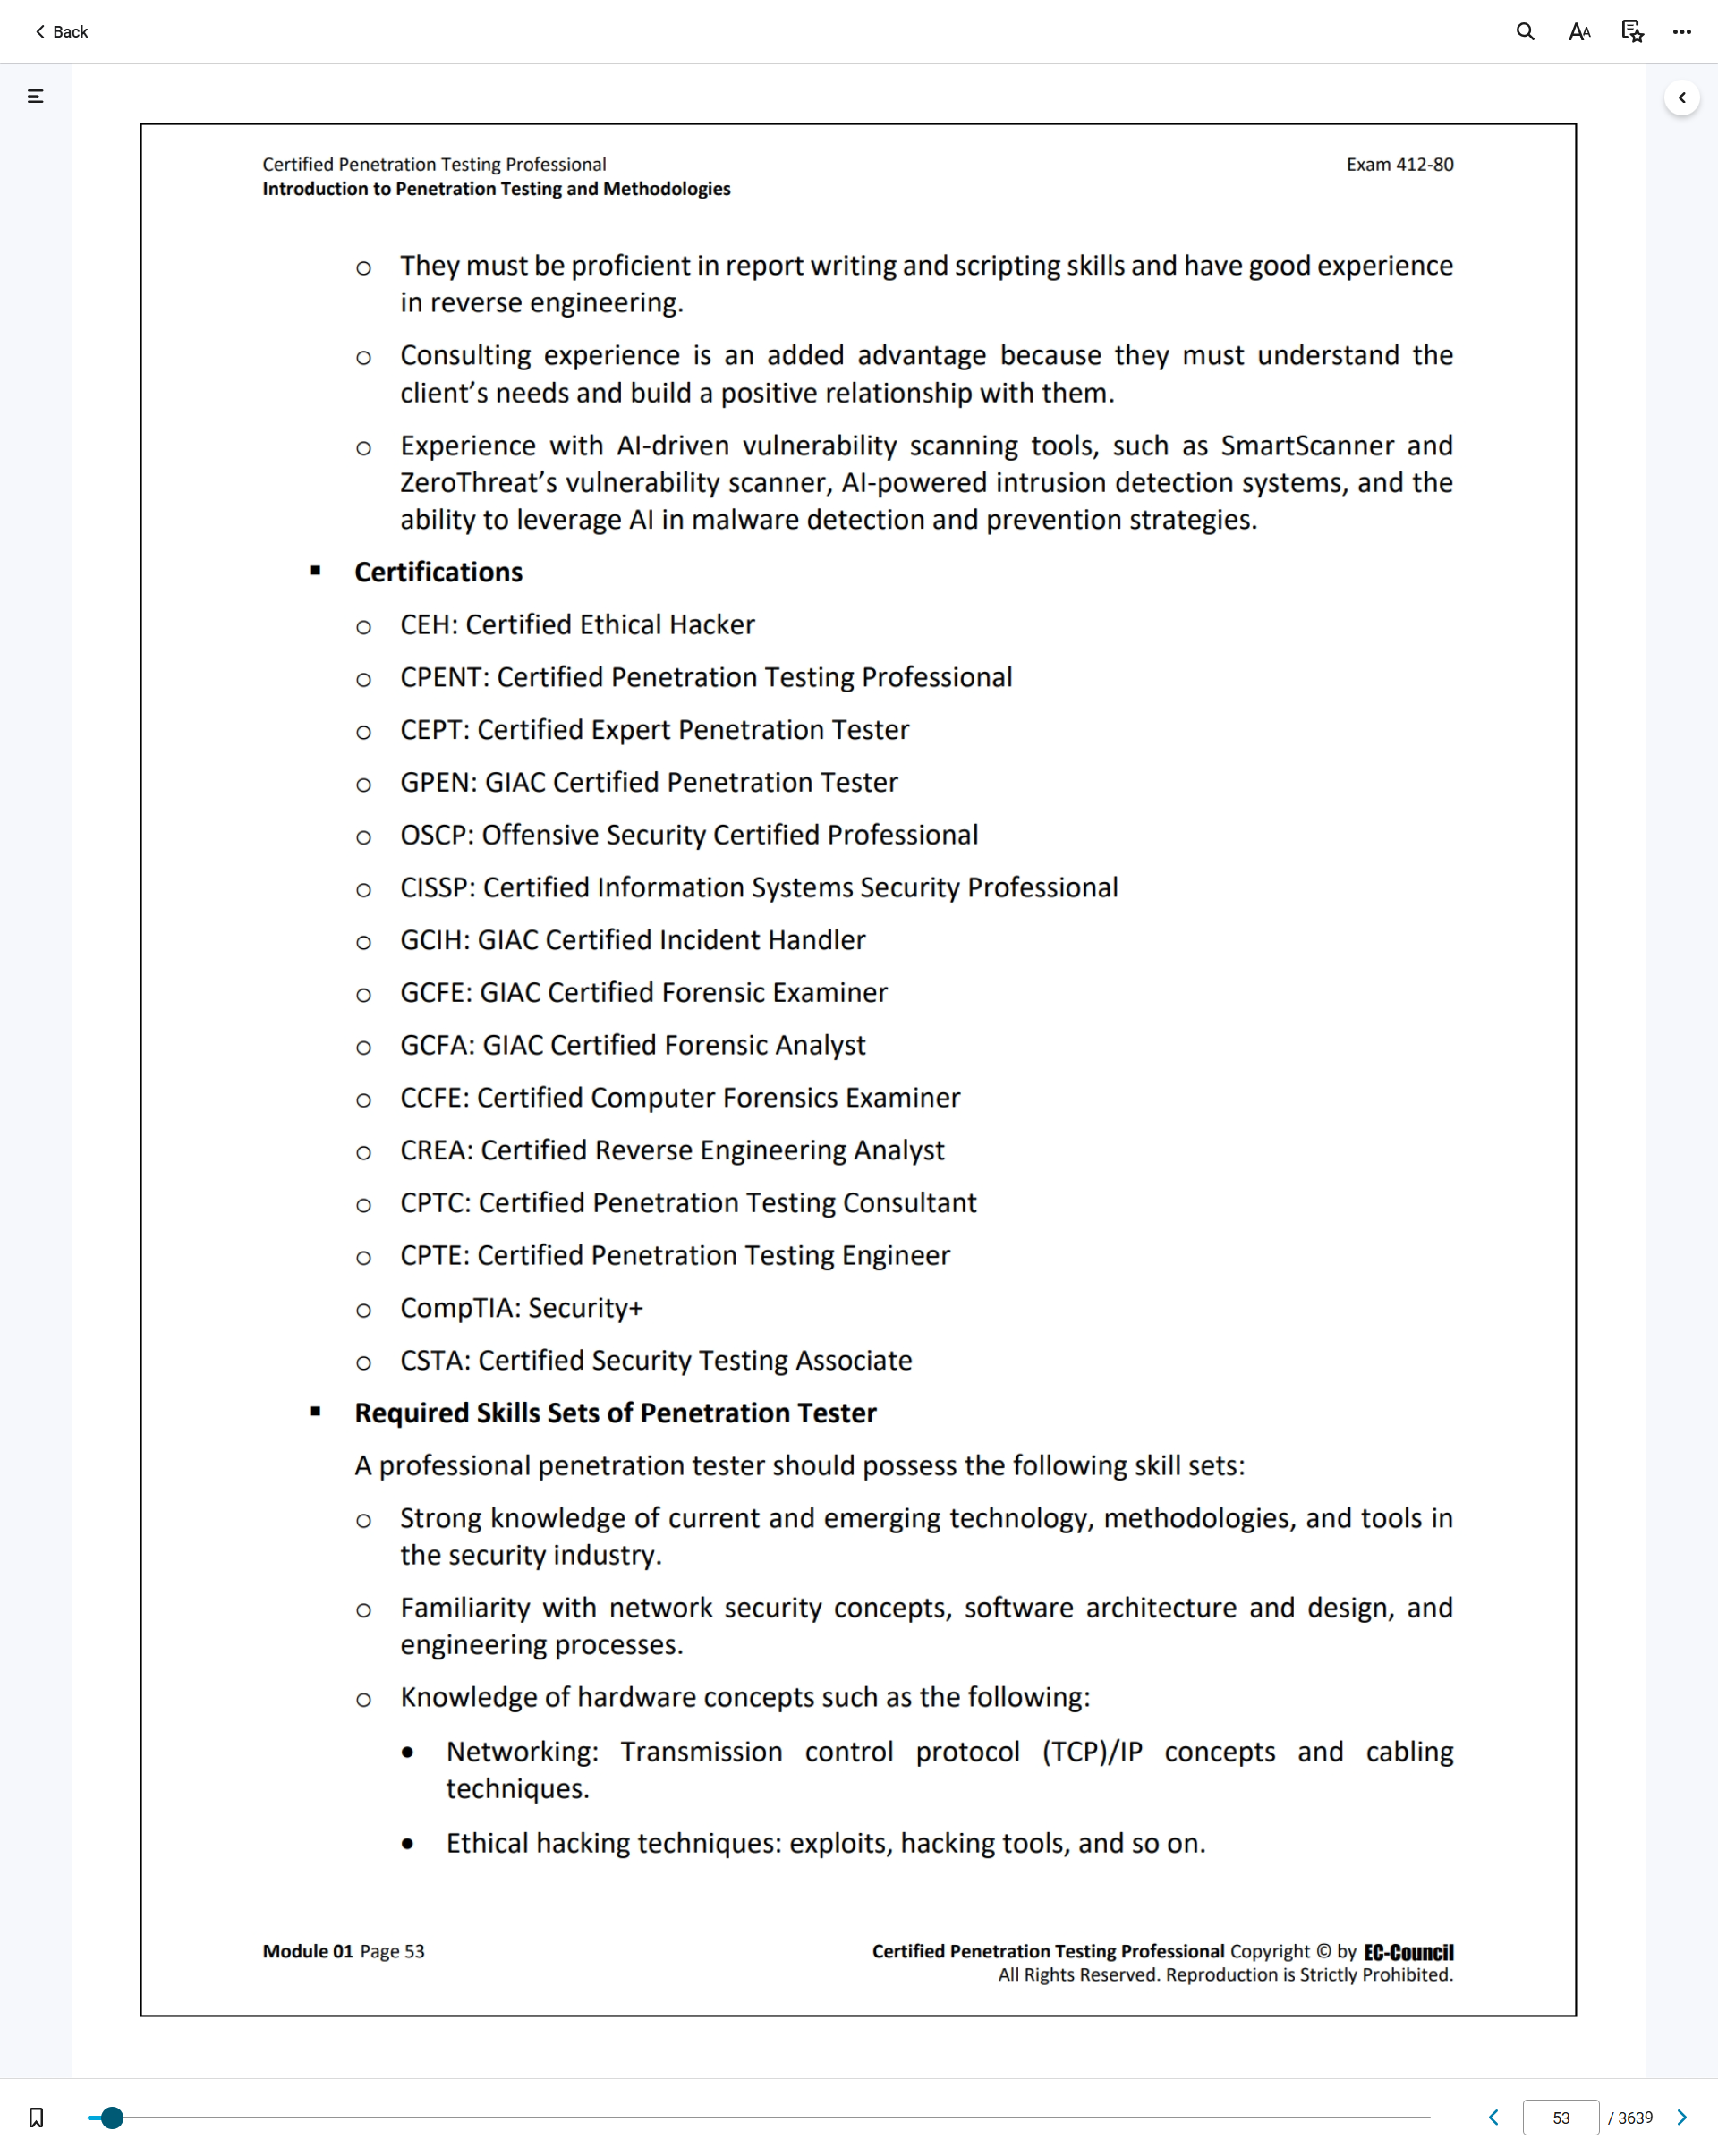 Back
Certified Penetration Testing Professional Exam 412-80
Introduction to Penetration Testing and Methodologies
o They must be proficient in report writing and scripting skills and have good experience
in reverse engineering.
o Consulting experience is an added advantage because they must understand the
client’s needs and build a positive relationship with them.
o Experience with AI-driven vulnerability scanning tools, such as SmartScanner and
ZeroThreat’s vulnerability scanner, AI-powered intrusion detection systems, and the
ability to leverage AI in malware detection and prevention strategies.
▪ Certifications
o CEH: Certified Ethical Hacker
o CPENT: Certified Penetration Testing Professional
o CEPT: Certified Expert Penetration Tester
o GPEN: GIAC Certified Penetration Tester
o OSCP: Offensive Security Certified Professional
o CISSP: Certified Information Systems Security Professional
o GCIH: GIAC Certified Incident Handler
o GCFE: GIAC Certified Forensic Examiner
o GCFA: GIAC Certified Forensic Analyst
o CCFE: Certified Computer Forensics Examiner
o CREA: Certified Reverse Engineering Analyst
o CPTC: Certified Penetration Testing Consultant
o CPTE: Certified Penetration Testing Engineer
o CompTIA: Security+
o CSTA: Certified Security Testing Associate
▪ Required Skills Sets of Penetration Tester
A professional penetration tester should possess the following skill sets:
o Strong knowledge of current and emerging technology, methodologies, and tools in
the security industry.
o Familiarity with network security concepts, software architecture and design, and
engineering processes.
o Knowledge of hardware concepts such as the following:
• Networking: Transmission control protocol (TCP)/IP concepts and cabling
techniques.
• Ethical hacking techniques: exploits, hacking tools, and so on.
Module 01 Page 53 Certified Penetration Testing Professional Copyright © by EC-Council
All Rights Reserved. Reproduction is Strictly Prohibited.
53 / 3639